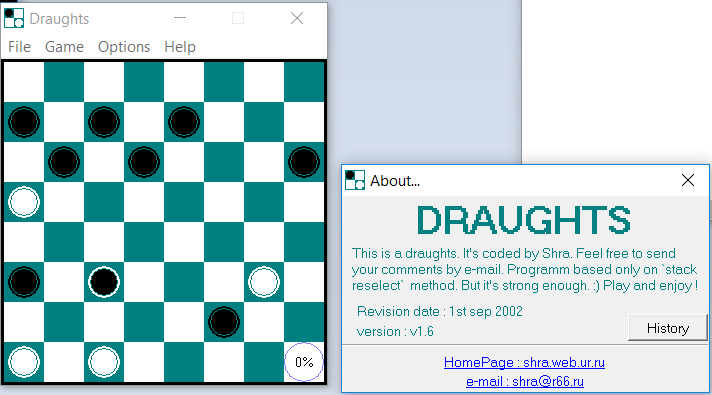 Draughts
File Game Options Help
0%
About...
DRAUGHTS
This is a draughts. It's coded by Shra. Feel free to send
your comments by e-mail. Programm based only on `stack
reselect` method. But it's strong enough. :) Play and enjoy !
Revision date : 1st sep 2002
version : v1.6
History
HomePage : shra.web.ur.ru
e-mail : shra@r66.ru